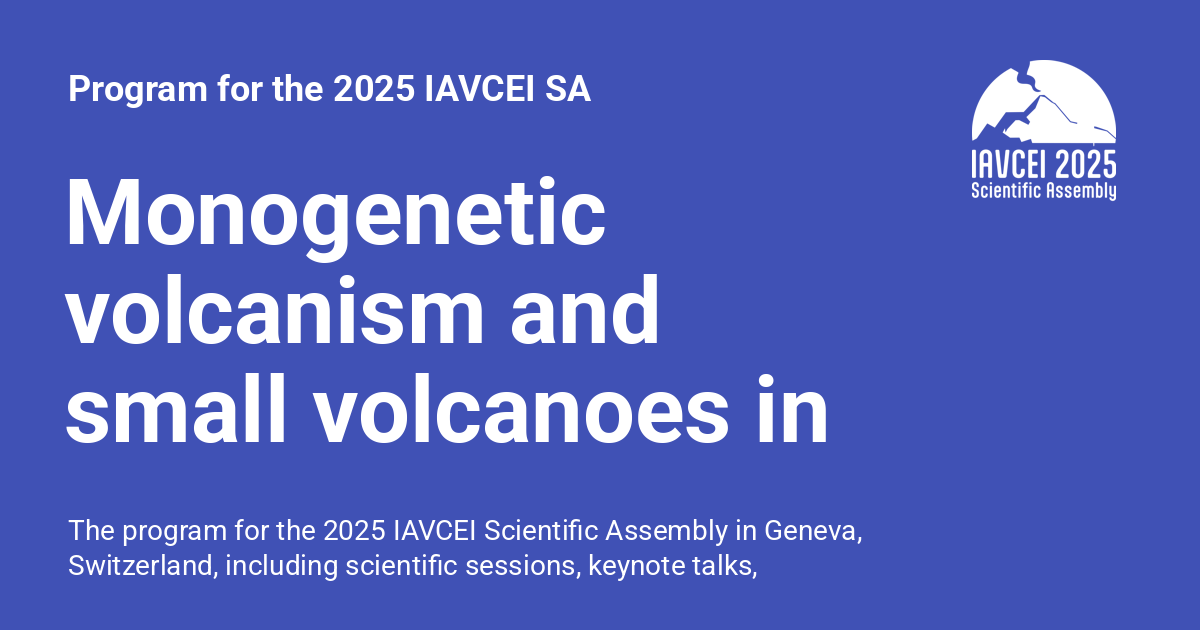 Program for the 2025 IAVCEI SA
IAVCEI 2025
Scientific Assembly
Monogenetic
volcanism and
small volcanoes in
The program for the 2025 IAVCEI Scientific Assembly in Geneva,
Switzerland, including scientific sessions, keynote talks,